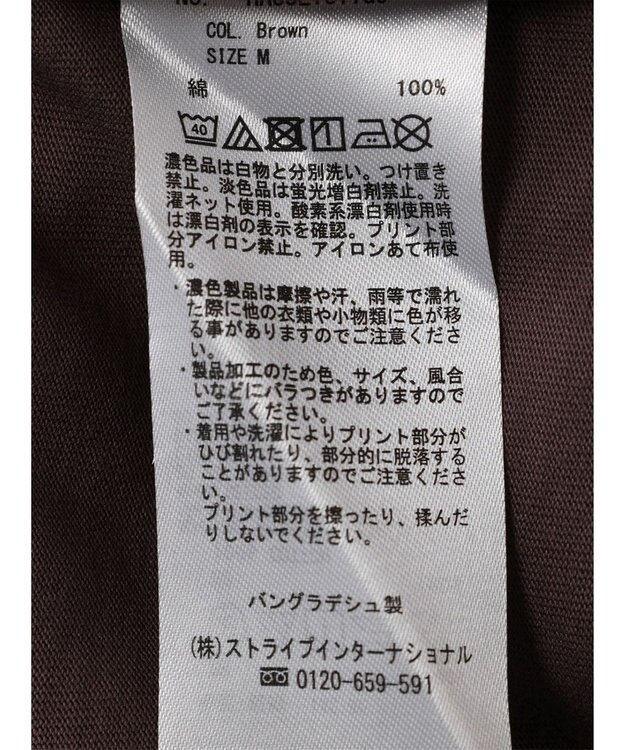 COL. Brown
SIZE M
綿 100%
40
濃色品は白物と分別洗い。つけ置き
禁止。淡色品は蛍光増白剤禁止。洗
濯ネット使用。酸素系漂白剤使用時
は漂白剤の表示を確認。プリント部
分アイロン禁止。アイロンあて布使
用。
・濃色製品は摩擦や汗、雨等で濡れ
た際に他の衣類や小物類に色が移
る事がありますのでご注意くださ
い。
・製品加工のため色、サイズ、風合
いなどにバラつきがありますので
ご了承ください。
・着用や洗濯によりプリント部分が
ひび割れたり、部分的に脱落する
ことがありますのでご注意くださ
い。
プリント部分を擦ったり、揉んだ
りしないでください。
バングラデシュ製
(株)ストライプインターナショナル
0120-659-591